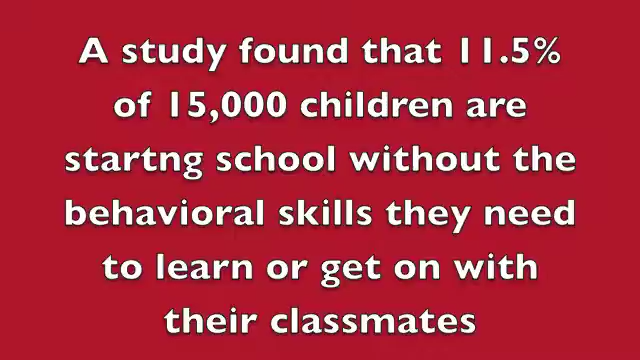 A study found that 11.5%
of 15,000 children are
startng school without the
behavioral skills they need
to learn or get on with
their classmates